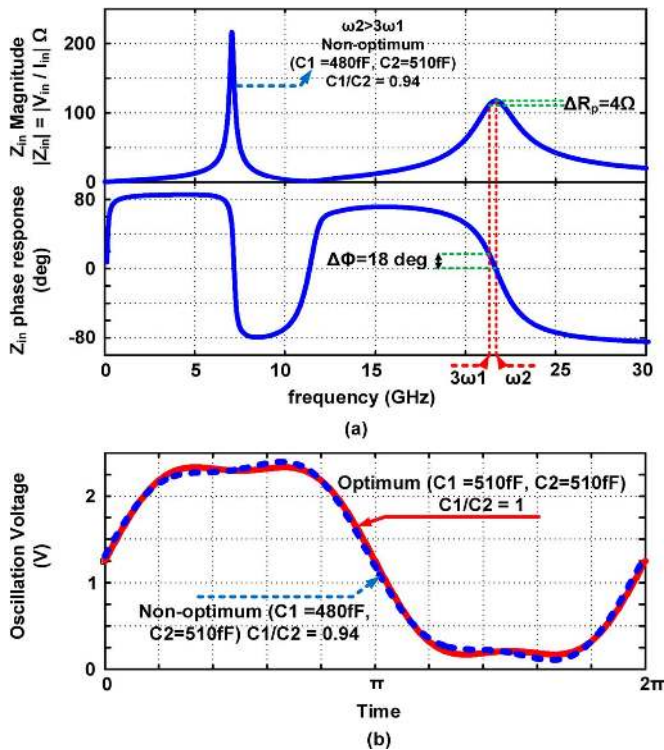 ω2>3ω1
Non-optimum
(C1 =480fF, C2=510fF)
C1/C2 = 0.94
Zin Magnitude
|Zin| = |Vin / Iin| Ω
200
100
0
ΔRp=4Ω
Zin phase response
(deg)
80
0
-80
ΔΦ = 18 deg
0 5 10 15 20 25 30
3ω1 ω2
frequency (GHz)
(a)
Oscillation Voltage
(V)
2
1
0
Optimum (C1 =510fF, C2=510fF)
C1/C2 = 1
Non-optimum (C1 =480fF,
C2=510fF) C1/C2 = 0.94
0 π 2π
Time
(b)